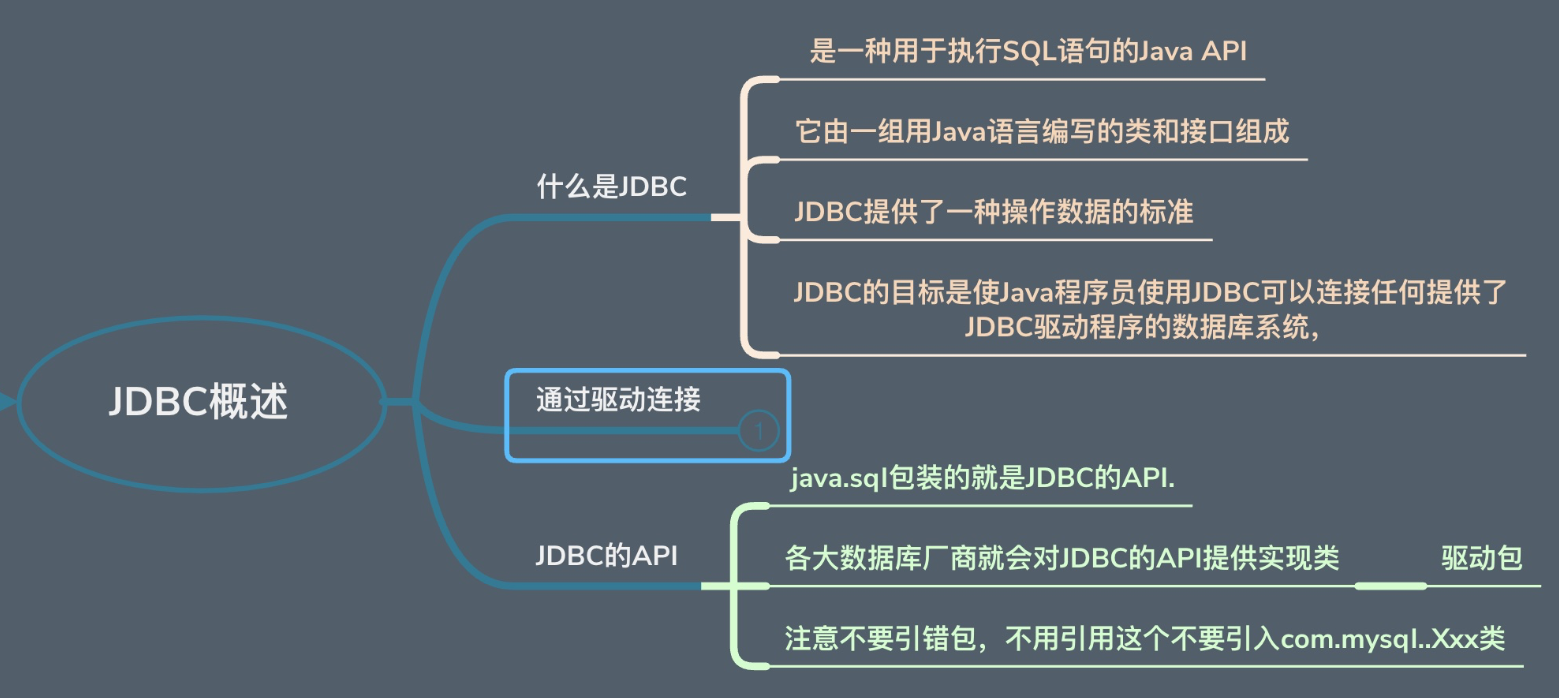 JDBC概述
什么是JDBC
是一种用于执行SQL语句的Java API
它由一组用Java语言编写的类和接口组成
JDBC提供了一种操作数据的标准
JDBC的目标是使Java程序员使用JDBC可以连接任何提供了
JDBC驱动程序的数据库系统，
通过驱动连接
1
JDBC的API
java.sql包装的就是JDBC的API.
各大数据库厂商就会对JDBC的API提供实现类
驱动包
注意不要引错包，不用引用这个不要引入com.mysql..Xxx类